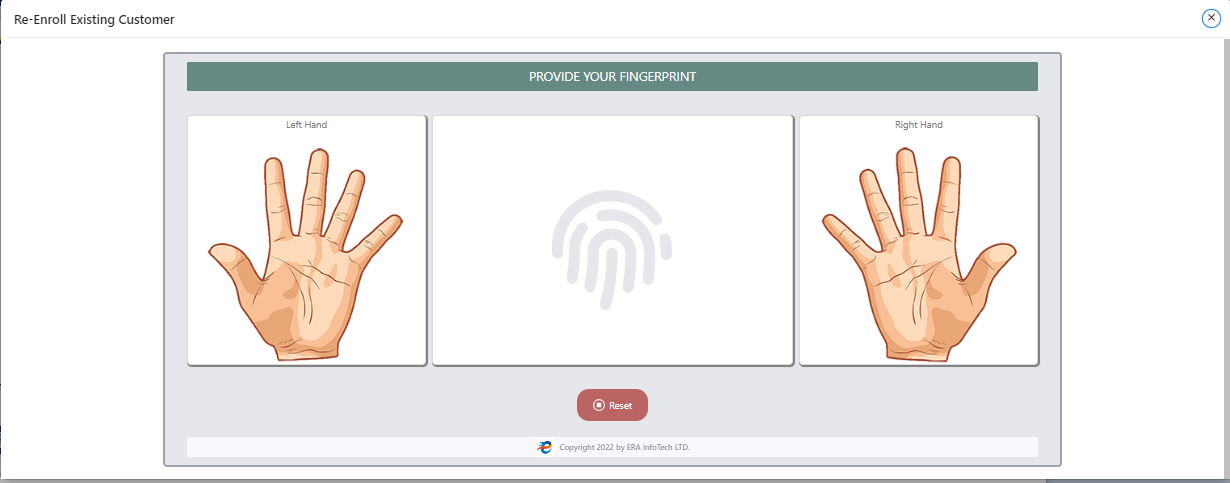 Re-Enroll Existing Customer
PROVIDE YOUR FINGERPRINT
Left Hand
Right Hand
Reset
Copyright 2022 by ERA InfoTech LTD.